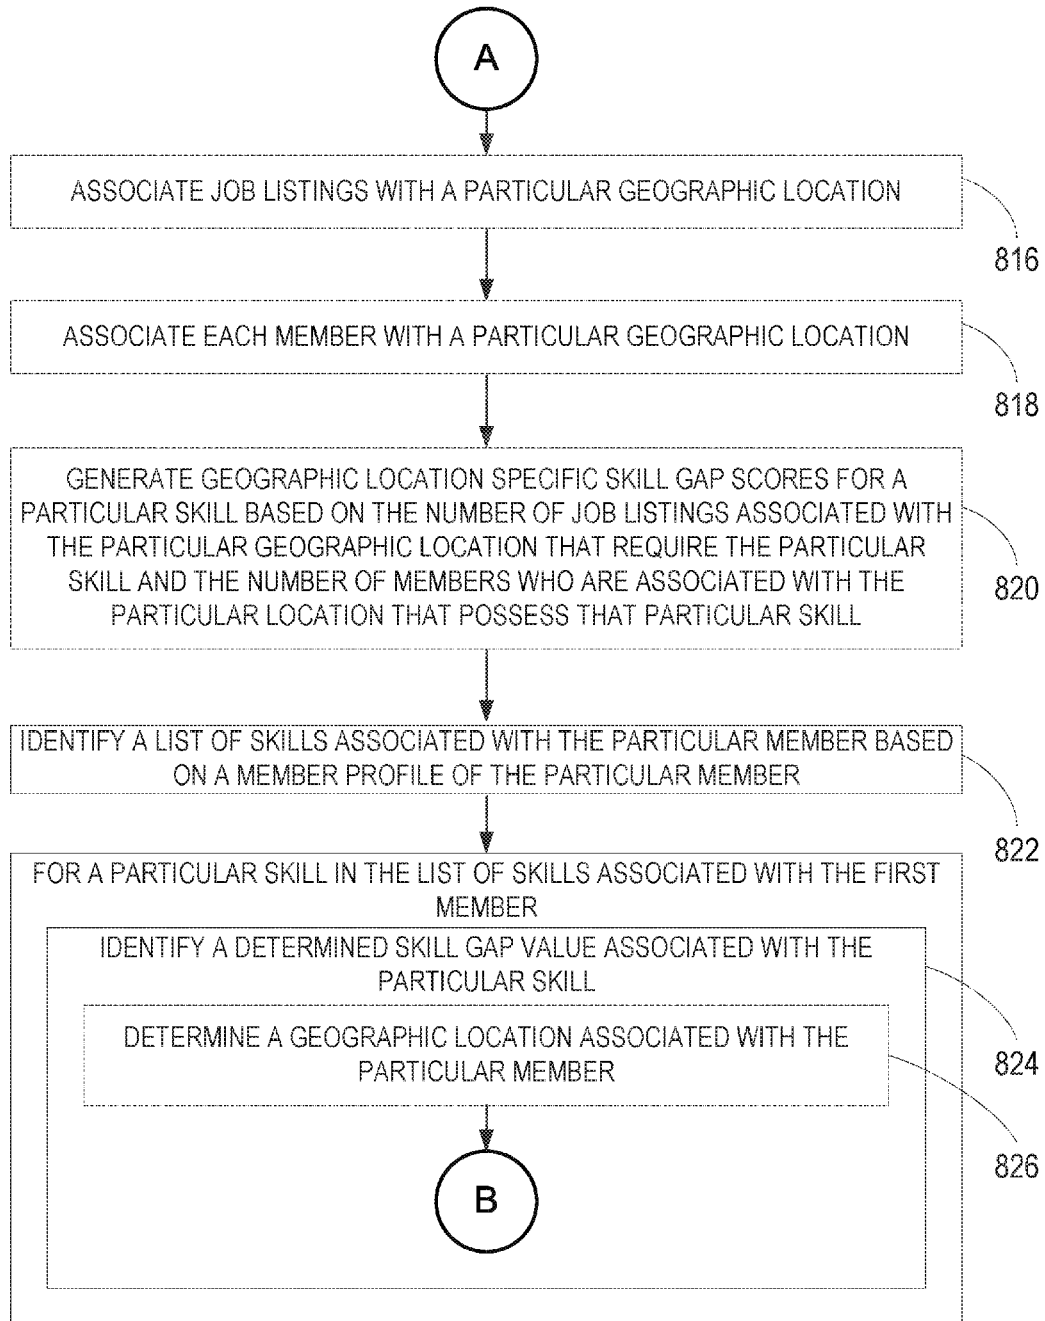 A
ASSOCIATE JOB LISTINGS WITH A PARTICULAR GEOGRAPHIC LOCATION
816
ASSOCIATE EACH MEMBER WITH A PARTICULAR GEOGRAPHIC LOCATION
818
GENERATE GEOGRAPHIC LOCATION SPECIFIC SKILL GAP SCORES FOR A
PARTICULAR SKILL BASED ON THE NUMBER OF JOB LISTINGS ASSOCIATED WITH
THE PARTICULAR GEOGRAPHIC LOCATION THAT REQUIRE THE PARTICULAR
SKILL AND THE NUMBER OF MEMBERS WHO ARE ASSOCIATED WITH THE
PARTICULAR LOCATION THAT POSSESS THAT PARTICULAR SKILL
820
IDENTIFY A LIST OF SKILLS ASSOCIATED WITH THE PARTICULAR MEMBER BASED
ON A MEMBER PROFILE OF THE PARTICULAR MEMBER
822
FOR A PARTICULAR SKILL IN THE LIST OF SKILLS ASSOCIATED WITH THE FIRST
MEMBER
IDENTIFY A DETERMINED SKILL GAP VALUE ASSOCIATED WITH THE
PARTICULAR SKILL
824
DETERMINE A GEOGRAPHIC LOCATION ASSOCIATED WITH THE
PARTICULAR MEMBER
826
B